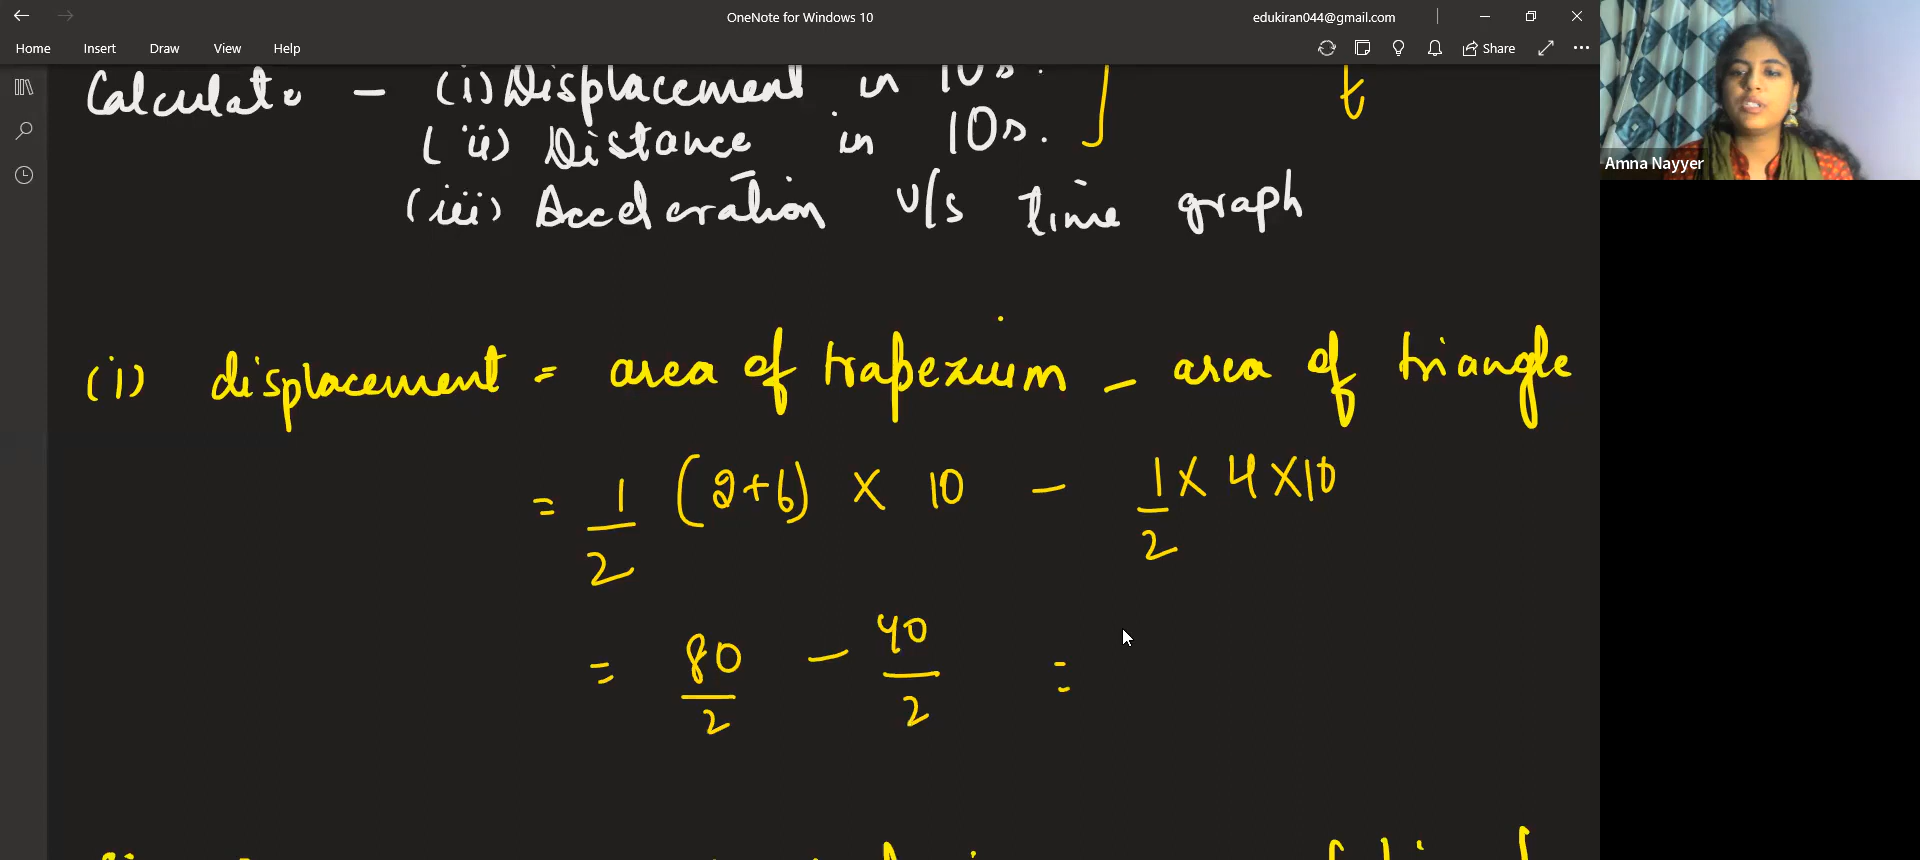 OneNote for Windows 10
edukiran044@gmail.com
Home Insert Draw View Help
Share
Amna Nayyer
Calculate - (i) Displacement in 10s.
(ii) Distance in 10s.
t
(iii) Acceleration v/s time graph
(i) displacement = area of trapezium - area of triangle
= 1/2 (2+6) × 10 - 1/2 × 4 × 10
= 80/2 - 40/2 =